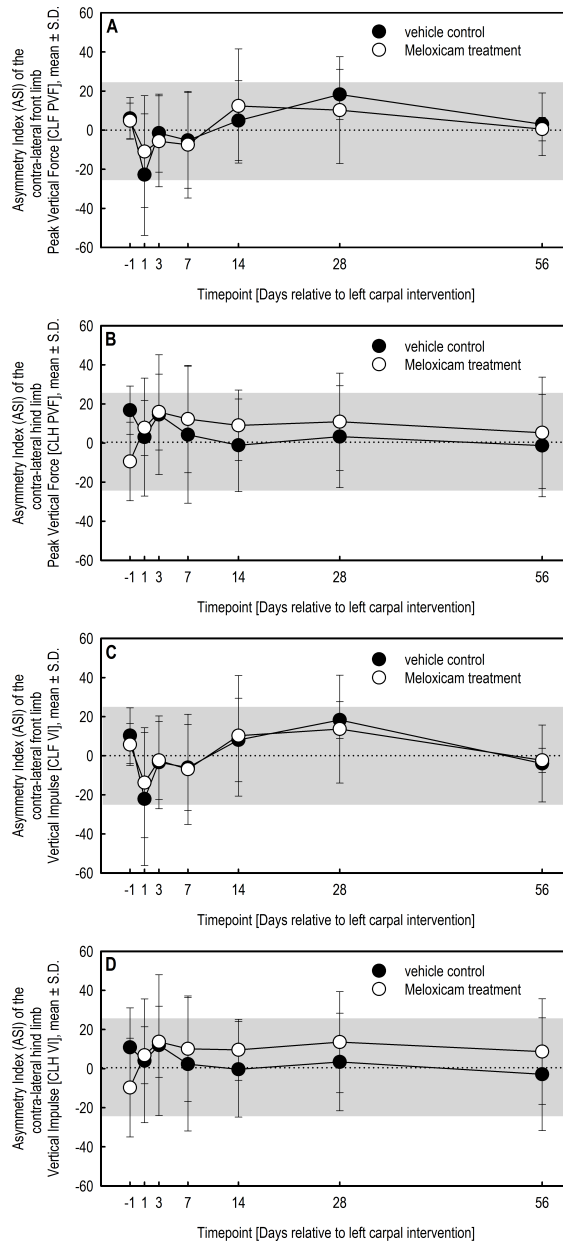 A
vehicle control
Meloxicam treatment
Asymmetry Index (ASI) of the
contra-lateral front limb
Peak Vertical Force [CLF PVF], mean ± S.D.
60
40
20
0
-20
-40
-60
-1 1 3 7 14 28 56
Timepoint [Days relative to left carpal intervention]
B
vehicle control
Meloxicam treatment
Asymmetry Index (ASI) of the
contra-lateral hind limb
Peak Vertical Force [CLH PVF], mean ± S.D.
60
40
20
0
-20
-40
-60
-1 1 3 7 14 28 56
Timepoint [Days relative to left carpal intervention]
C
vehicle control
Meloxicam treatment
Asymmetry Index (ASI) of the
contra-lateral front limb
Vertical Impulse [CLF VI], mean ± S.D.
60
40
20
0
-20
-40
-60
-1 1 3 7 14 28 56
Timepoint [Days relative to left carpal intervention]
D
vehicle control
Meloxicam treatment
Asymmetry Index (ASI) of the
contra-lateral hind limb
Vertical Impulse [CLH VI], mean ± S.D.
60
40
20
0
-20
-40
-60
-1 1 3 7 14 28 56
Timepoint [Days relative to left carpal intervention]